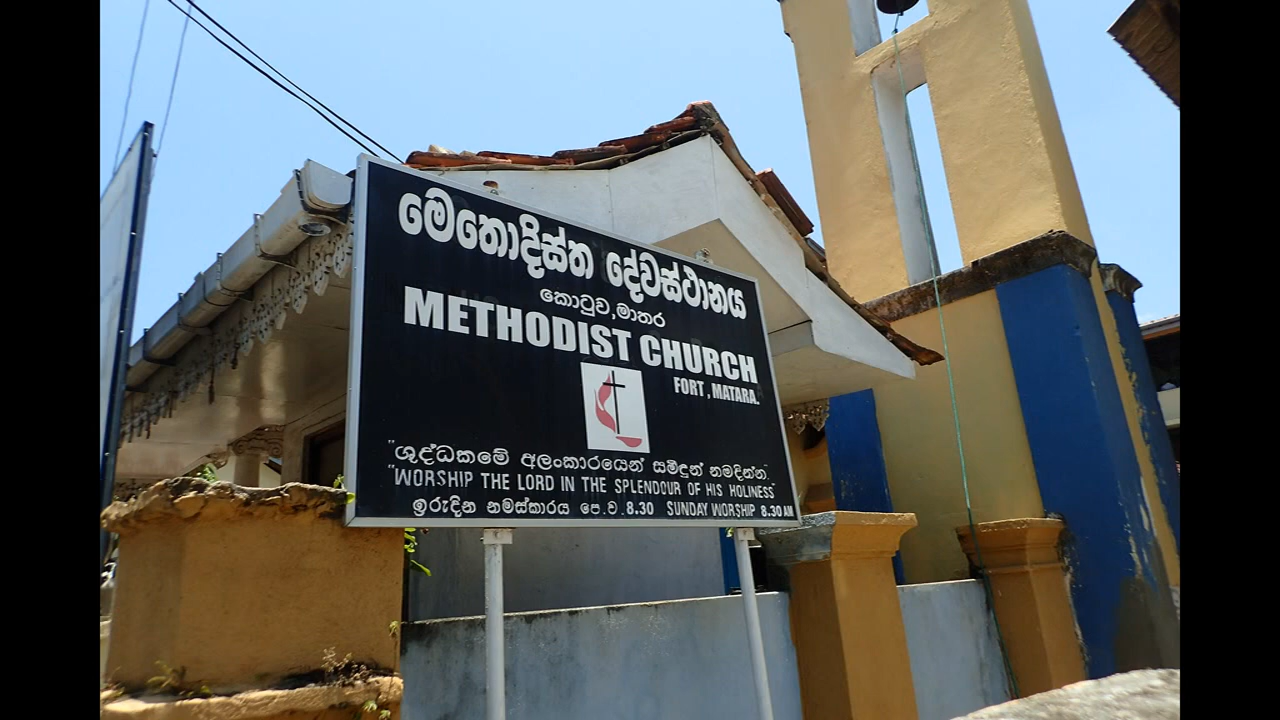 මෙතෝදිස්ත දේවස්ථානය
කොටුව,මාතර
METHODIST CHURCH
FORT , MATARA.
"ශුද්ධකමේ අලංකාරයෙන් සමිඳුන් නමදින්න"
"WORSHIP THE LORD IN THE SPLENDOUR OF HIS HOLINESS"
ඉරුදින නමස්කාරය පෙ.ව.8.30 SUNDAY WORSHIP 8.30 AM